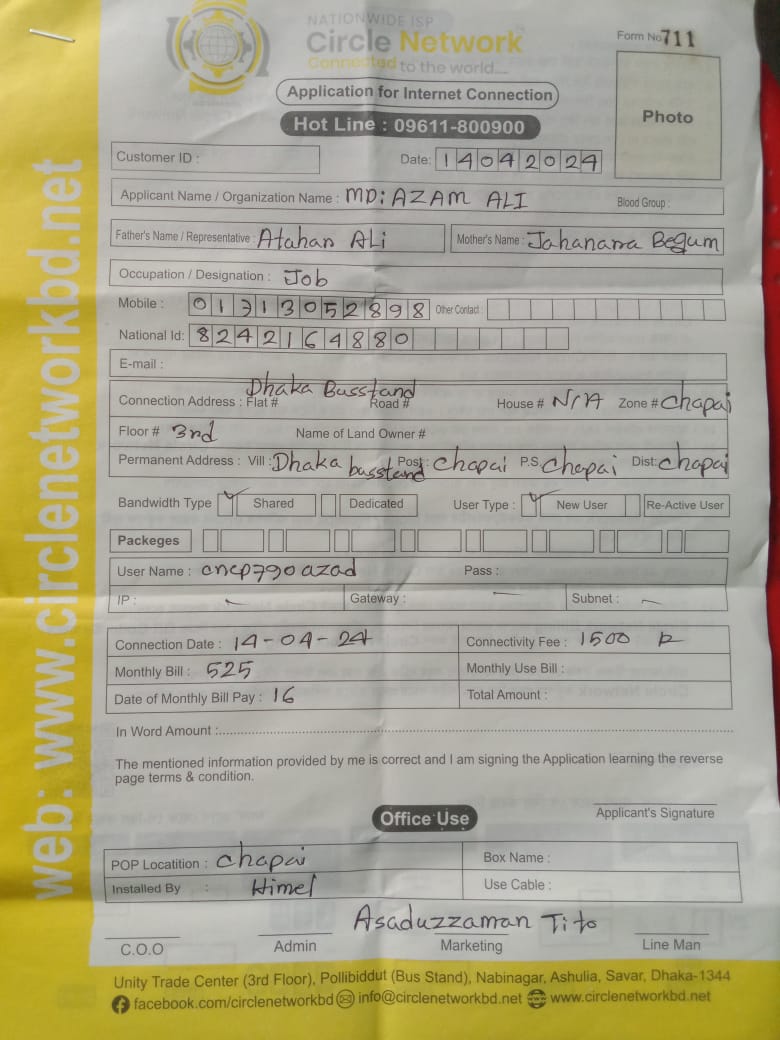 NATIONWIDE ISP
Circle Network
Connected to the world....
Form No 711
Application for Internet Connection
Photo
Hot Line : 09611-800900
Customer ID :
Date: 14042024
Applicant Name / Organization Name : MD: AZAM ALI Blood Group :
Father's Name / Representative : Atahan ALi Mother's Name : Jahanara Begum
Occupation / Designation : Job
Mobile : 01313052898 Other Contact :
National Id: 8242164880
E-mail :
Dhaka Busstand
Connection Address : Flat # Road # House # N/A Zone # chapai
Floor # 3rd Name of Land Owner #
Permanent Address : Vill : Dhaka busstand Post : chapai P.S chapai Dist: chapai
Bandwidth Type Shared Dedicated User Type : New User Re-Active User
Packeges
User Name : cncp790azad Pass :
IP : Gateway : Subnet :
Connection Date : 14-04-24 Connectivity Fee : 1500
Monthly Bill : 525 Monthly Use Bill :
Date of Monthly Bill Pay : 16 Total Amount :
In Word Amount :
The mentioned information provided by me is correct and I am signing the Application learning the reverse
page terms & condition.
Applicant's Signature
Office Use
POP Locatition : chapai Box Name :
Installed By : Himel Use Cable :
Asaduzzaman Tito
C.O.O Admin Marketing Line Man
Unity Trade Center (3rd Floor), Pollibiddut (Bus Stand), Nabinagar, Ashulia, Savar, Dhaka-1344
facebook.com/circlenetworkbd info@circlenetworkbd.net www.circlenetworkbd.net
web: www.circlenetworkbd.net